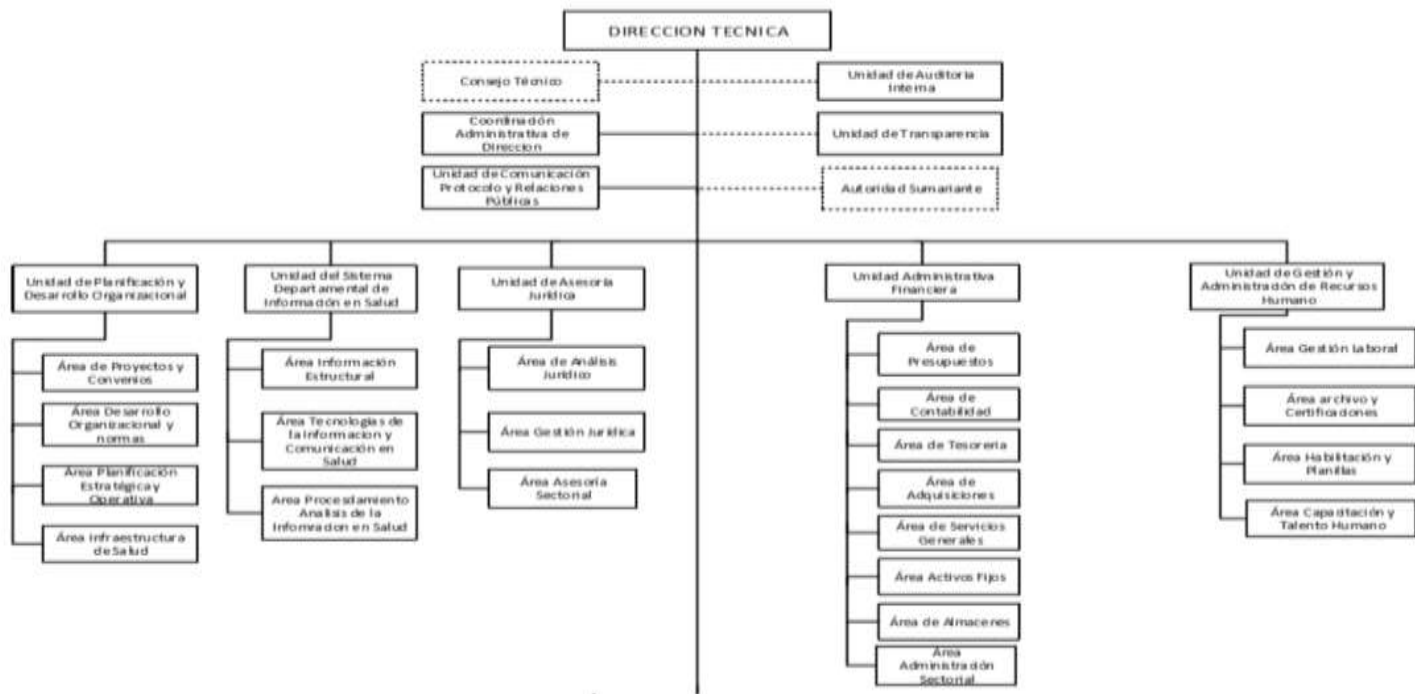 DIRECCION TECNICA
Consejo Técnico
Unidad de Auditoría
Interna
Coordinación
Administrativa de
Direccion
Unidad de Transparencia
Unidad de Comunicación
Protocolo y Relaciones
Públicas
Autoridad Sumariante
Unidad de Planificación y
Desarrollo Organizacional
Unidad del Sistema
Departamental de
Información en Salud
Unidad de Asesoría
Jurídica
Unidad Administrativa
Financiera
Unidad de Gestión y
Administración de Recursos
Humano
Área de Proyectos y
Convenios
Área Desarrollo
Organizacional y
normas
Área Planificación
Estratégica y
Operativa
Área Infraestructura
de Salud
Área Información
Estructural
Área Tecnologías de
la Informacion y
Comunicación en
Salud
Área Procesdamiento
Analisis de la
Infomracion en Salud
Área de Análisis
Jurídico
Área Gestión Jurídica
Área Asesoría
Sectorial
Área de
Presupuestos
Área de
Contabilidad
Área de Tesorería
Área de
Adquisiciones
Área de Servicios
Generales
Área Activos Fijos
Área de Almacenes
Área
Administración
Sectorial
Área Gestión Laboral
Área archivo y
Certificaciones
Área Habilitación y
Planillas
Área Capacitación y
Talento Humano